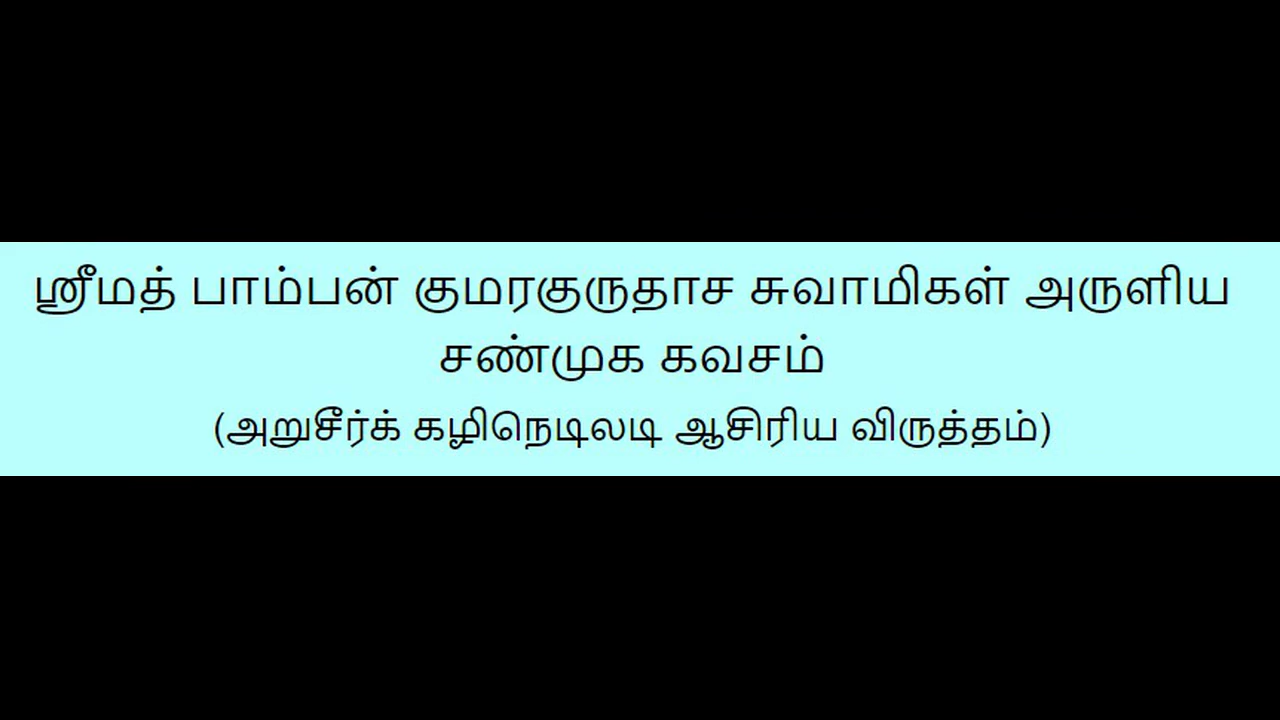 ஸ்ரீமத் பாம்பன் குமரகுருதாச சுவாமிகள் அருளிய
சண்முக கவசம்
(அறுசீர்க் கழிநெடிலடி ஆசிரிய விருத்தம்)